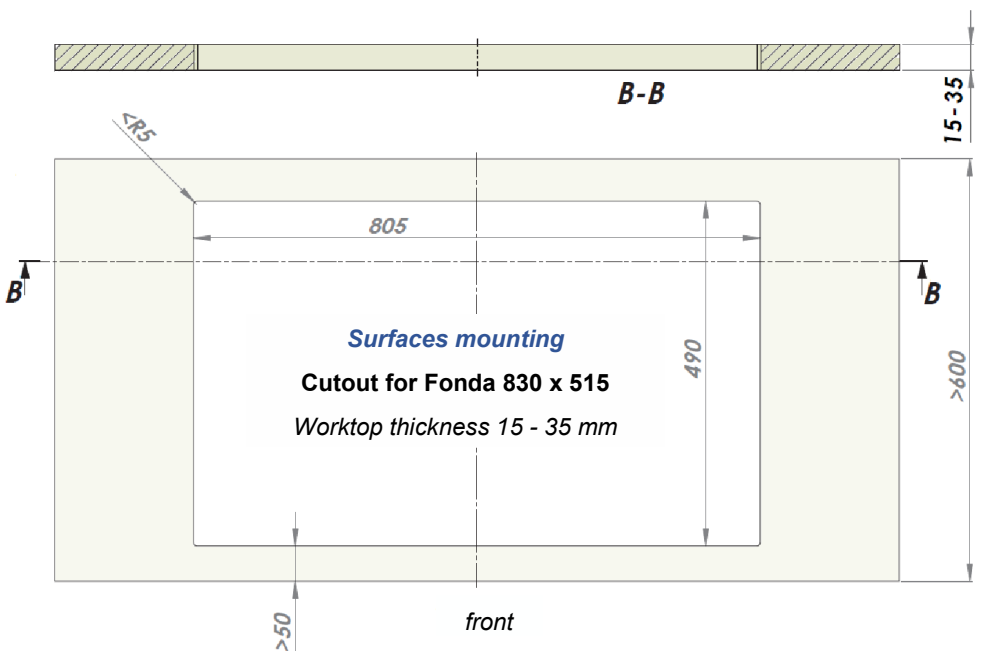 B-B
15-35
<R5
805
B
B
Surfaces mounting
490
Cutout for Fonda 830 x 515
>600
Worktop thickness 15 - 35 mm
>50
front